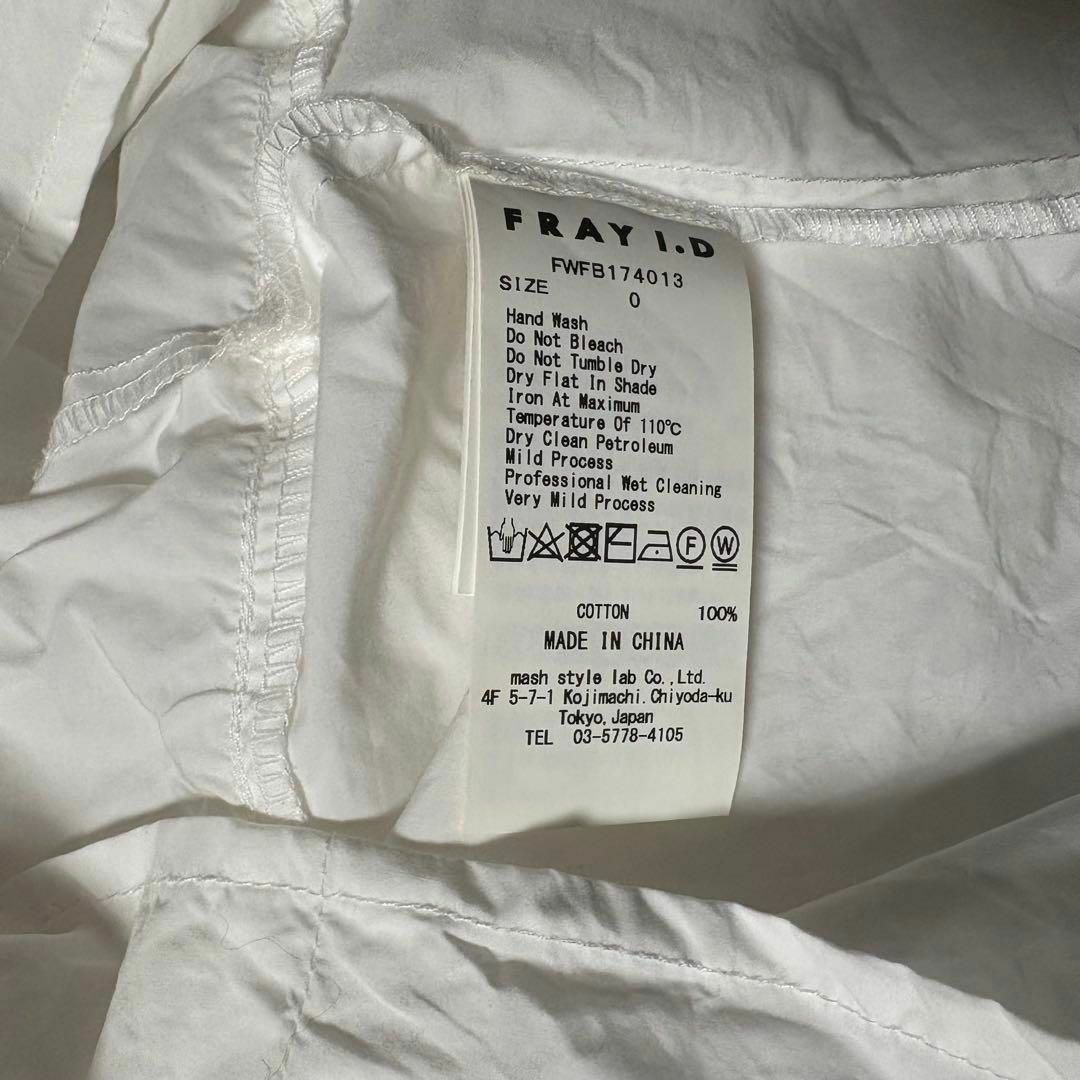 FRAY I.D
FWFB174013
SIZE 0
Hand Wash
Do Not Bleach
Do Not Tumble Dry
Dry Flat In Shade
Iron At Maximum
Temperature Of 110℃
Dry Clean Petroleum
Mild Process
Professional Wet Cleaning
Very Mild Process
F W
COTTON 100%
MADE IN CHINA
mash style lab Co.,Ltd.
4F 5-7-1 Kojimachi.Chiyoda-ku
Tokyo,Japan
TEL 03-5778-4105